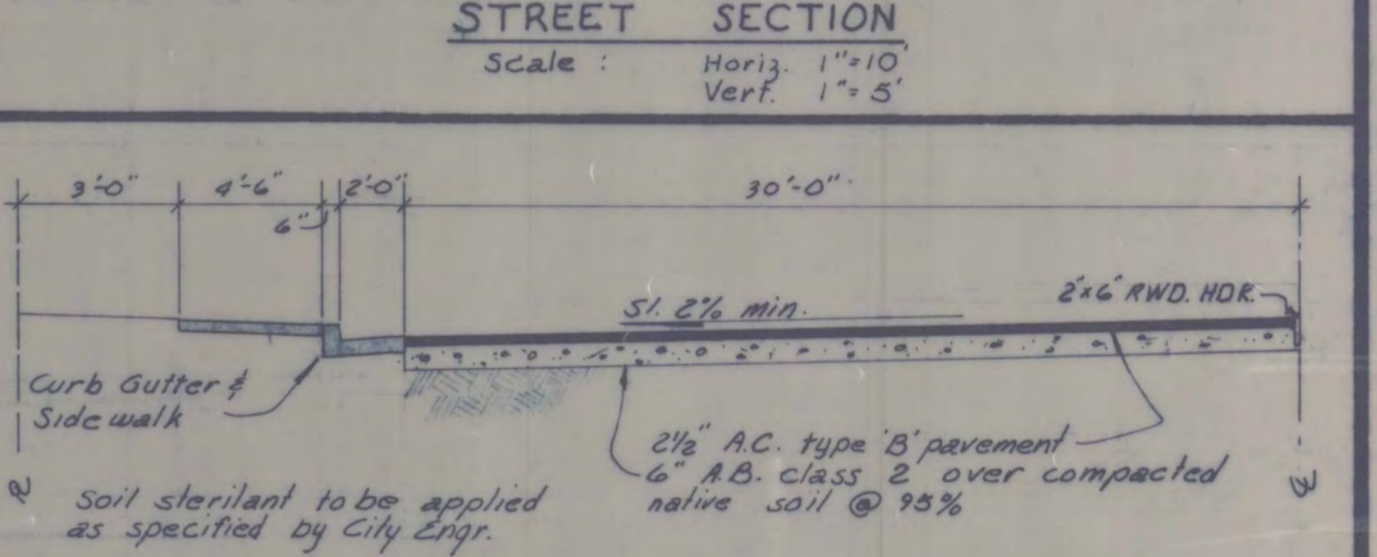 STREET SECTION
Scale : Horiz. 1"=10'
Vert. 1"=5'
3'-0" 4'-6" 2'-0" 30'-0"
6"
Sl. 2% min.
2"x6" RWD. HDR.
Curb Gutter &
Sidewalk
2½" A.C. type 'B' pavement
6" A.B. class 2 over compacted
native soil @ 95%
Soil sterilant to be applied
as specified by City Engr.